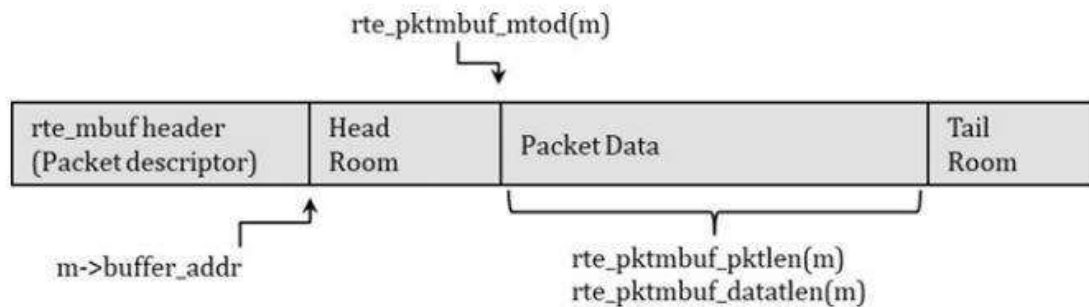 rte_pktmbuf_mtod(m)
rte_mbuf header
(Packet descriptor)
Head
Room
Packet Data
Tail
Room
m->buffer_addr
rte_pktmbuf_pktlen(m)
rte_pktmbuf_datatlen(m)